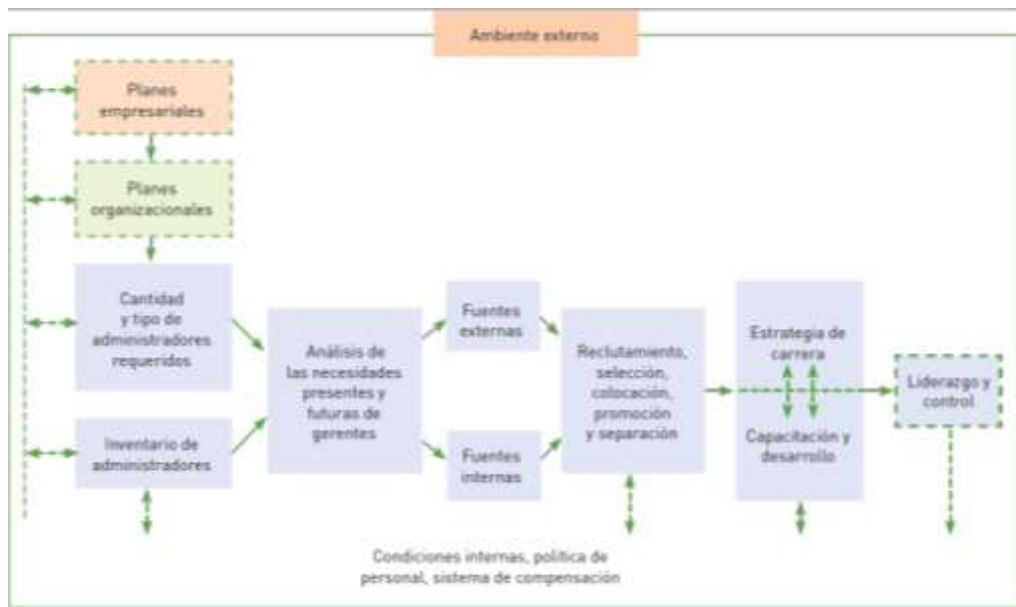 Ambiente externo
Planes
empresariales
Planes
organizacionales
Cantidad
y tipo de
administradores
requeridos
Inventario de
administradores
Análisis de
las necesidades
presentes y
futuras de
gerentes
Fuentes
externas
Fuentes
internas
Reclutamiento,
selección,
colocación,
promoción
y separación
Estrategia de
carrera
Capacitación y
desarrollo
Liderazgo y
control
Condiciones internas, política de
personal, sistema de compensación